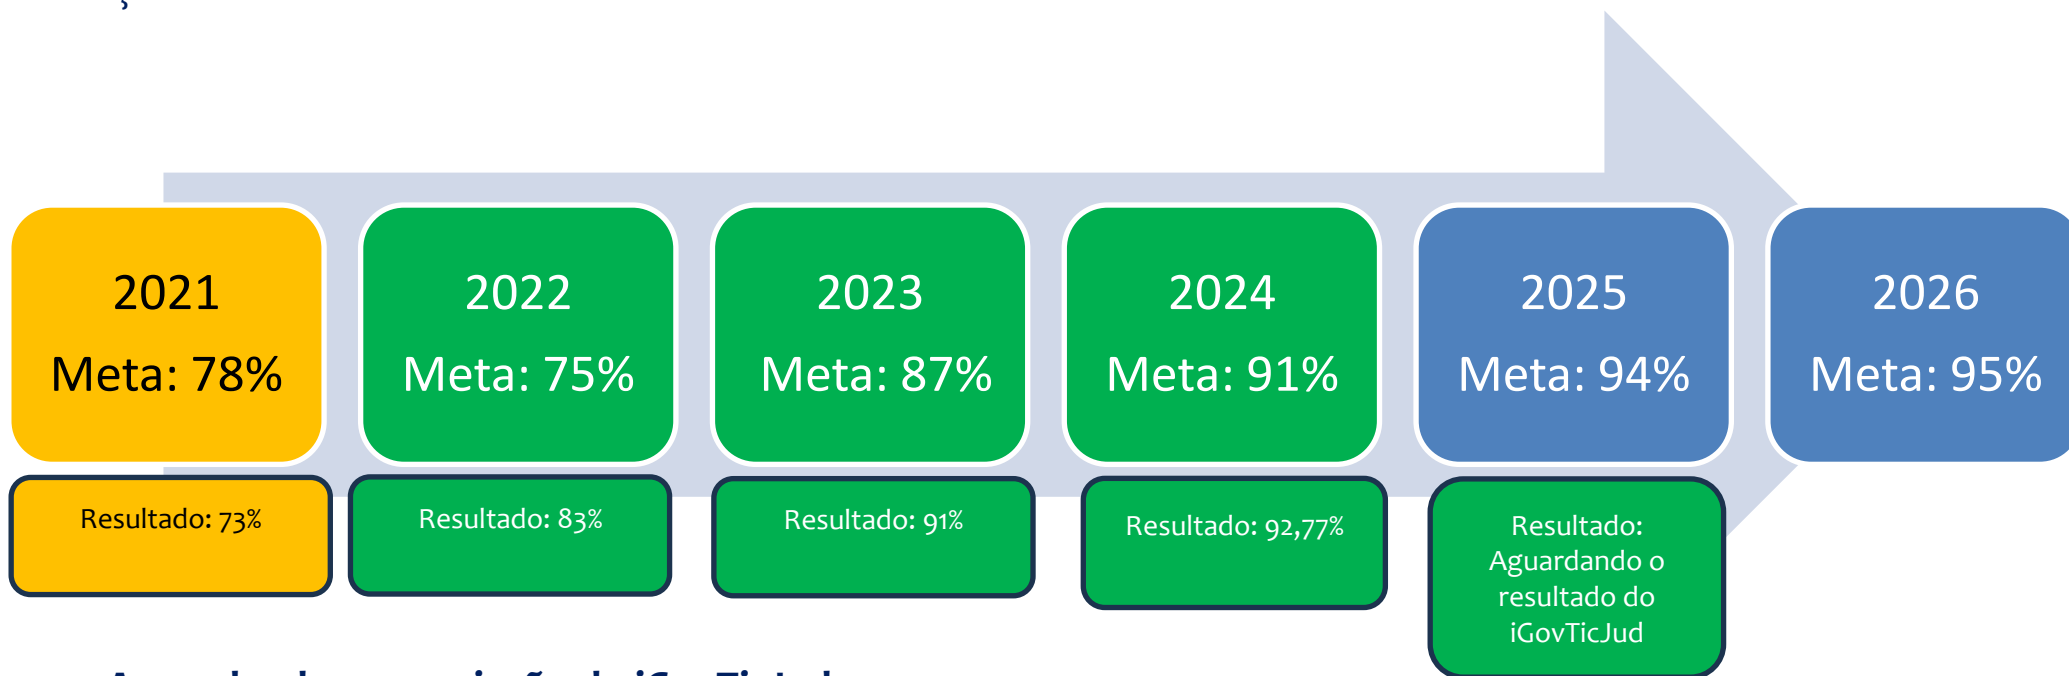 2021
Meta: 78%
2022
Meta: 75%
2023
Meta: 87%
2024
Meta: 91%
2025
Meta: 94%
2026
Meta: 95%
Resultado: 73%
Resultado: 83%
Resultado: 91%
Resultado: 92,77%
Resultado:
Aguardando o
resultado do
iGovTicJud